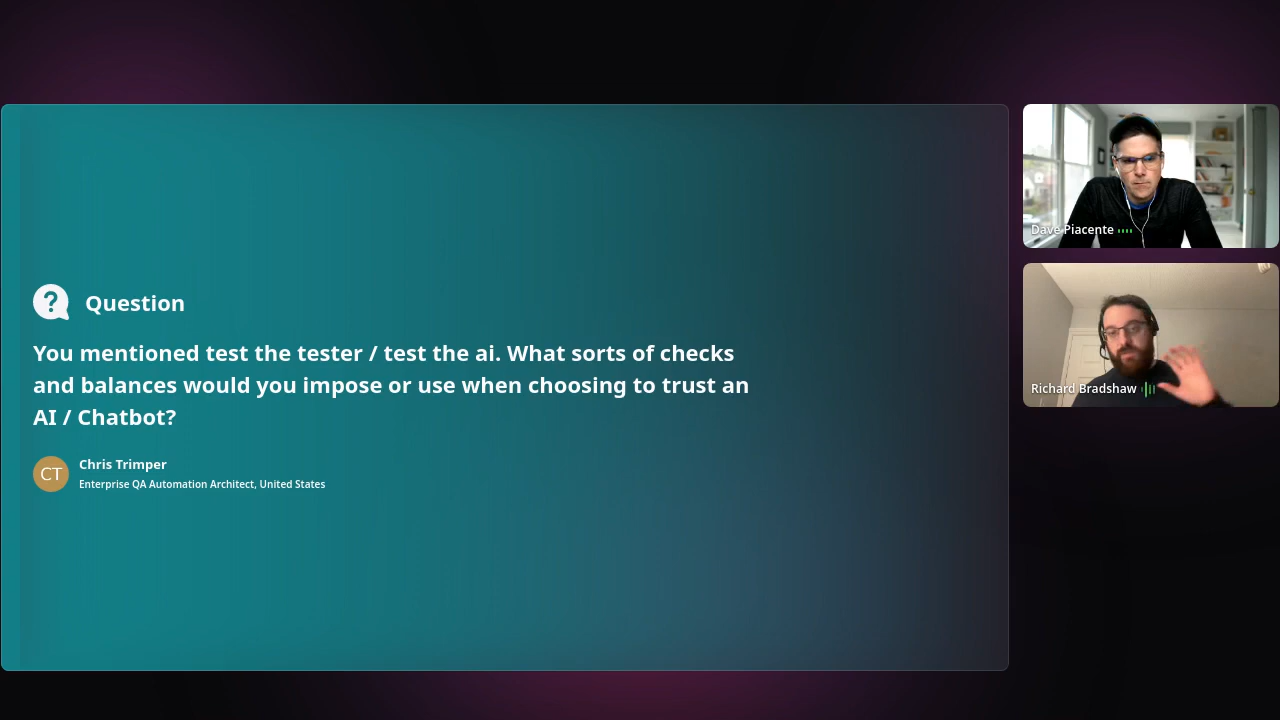 Question
You mentioned test the tester / test the ai. What sorts of checks
and balances would you impose or use when choosing to trust an
AI / Chatbot?
CT
Chris Trimper
Enterprise QA Automation Architect, United States
Dave Piacente
Richard Bradshaw